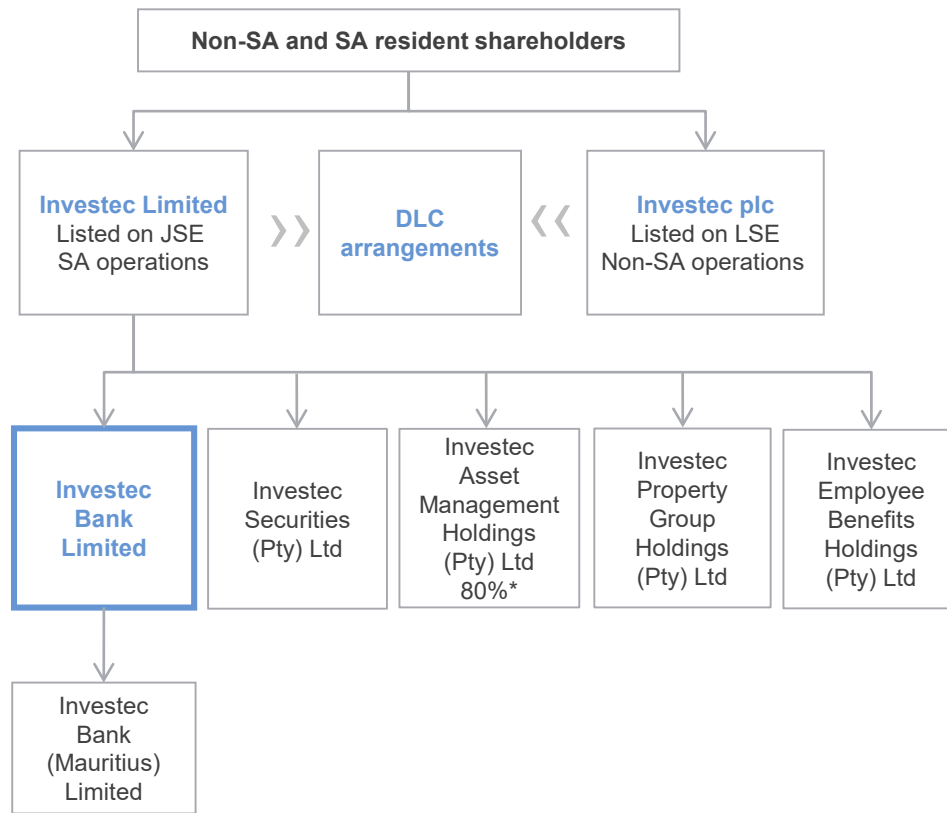 Non-SA and SA resident shareholders
Investec Limited
Listed on JSE
SA operations
DLC
arrangements
Investec plc
Listed on LSE
Non-SA operations
Investec
Bank
Limited
Investec
Securities
(Pty) Ltd
Investec
Asset
Management
Holdings
(Pty) Ltd
80%*
Investec
Property
Group
Holdings
(Pty) Ltd
Investec
Employee
Benefits
Holdings
(Pty) Ltd
Investec
Bank
(Mauritius)
Limited